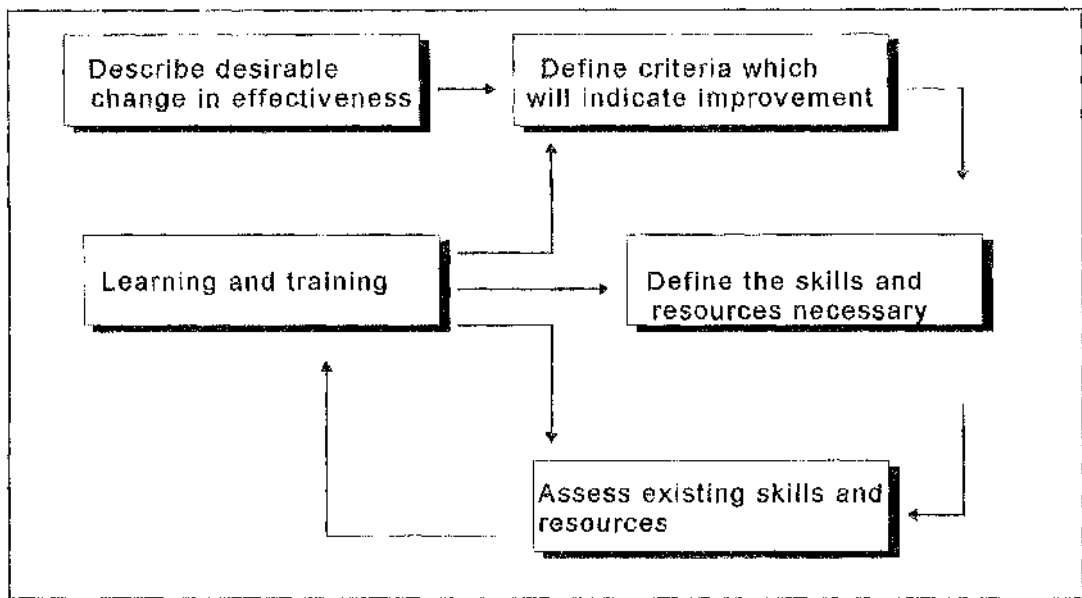 Describe desirable
change in effectiveness
Define criteria which
will indicate improvement
Learning and training
Define the skills and
resources necessary
Assess existing skills and
resources